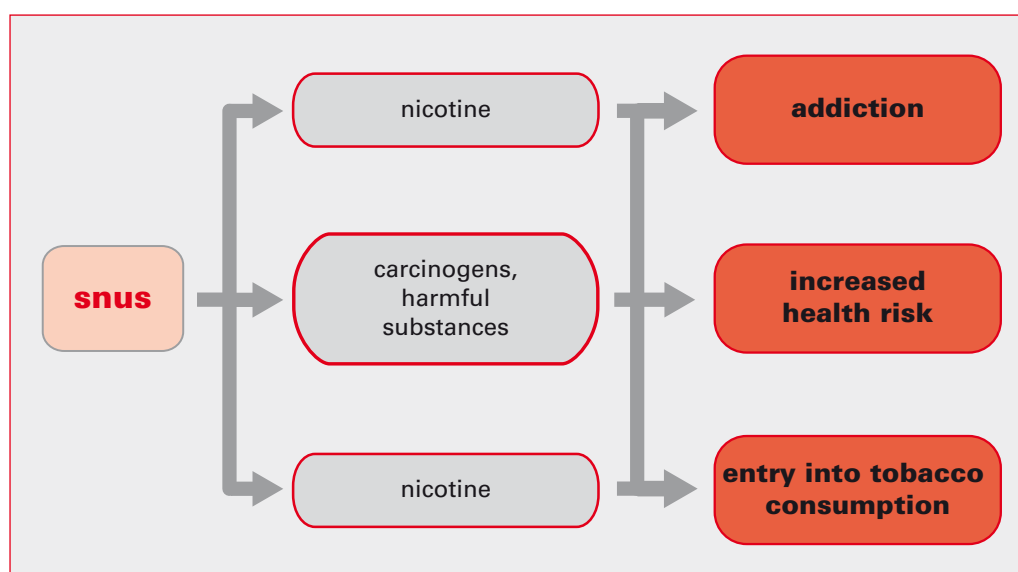 snus
nicotine
carcinogens,
harmful
substances
nicotine
addiction
increased
health risk
entry into tobacco
consumption